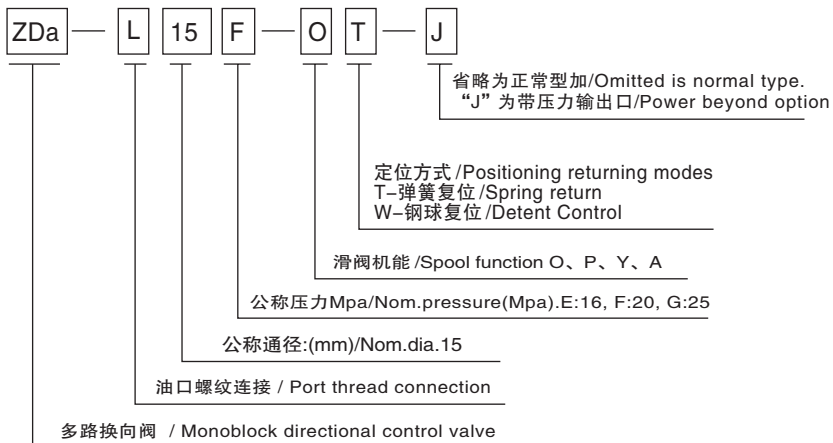 ZDa — L 15 F — O T — J
省略为正常型加/Omitted is normal type.
“J”为带压力输出口/Power beyond option
定位方式/Positioning returning modes
T–弹簧复位/Spring return
W–钢球复位/Detent Control
滑阀机能/Spool function O、P、Y、A
公称压力Mpa/Nom.pressure(Mpa).E:16, F:20, G:25
公称通径:(mm)/Nom.dia.15
油口螺纹连接 / Port thread connection
多路换向阀 / Monoblock directional control valve